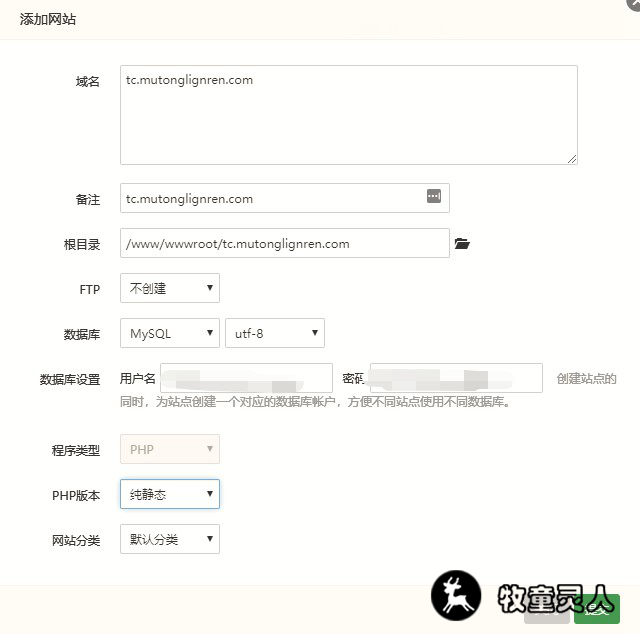 添加网站
域名 tc.mutonglignren.com
备注 tc.mutonglignren.com
根目录 /www/wwwroot/tc.mutonglignren.com
FTP 不创建
数据库 MySQL utf-8
数据库设置 用户名 密码 创建站点的
同时，为站点创建一个对应的数据库帐户，方便不同站点使用不同数据库。
程序类型 PHP
PHP版本 纯静态
网站分类 默认分类
牧童灵人
提交